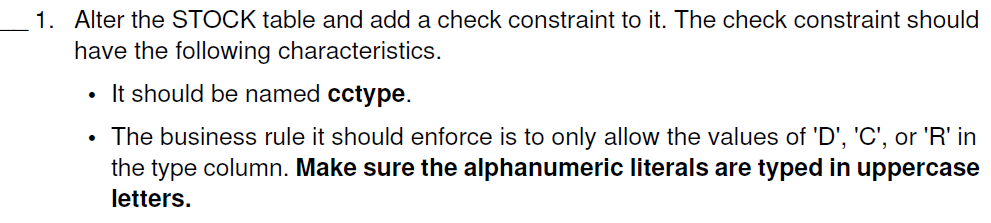 __ 1. Alter the STOCK table and add a check constraint to it. The check constraint should
have the following characteristics.
• It should be named cctype.
• The business rule it should enforce is to only allow the values of 'D', 'C', or 'R' in
the type column. Make sure the alphanumeric literals are typed in uppercase
letters.